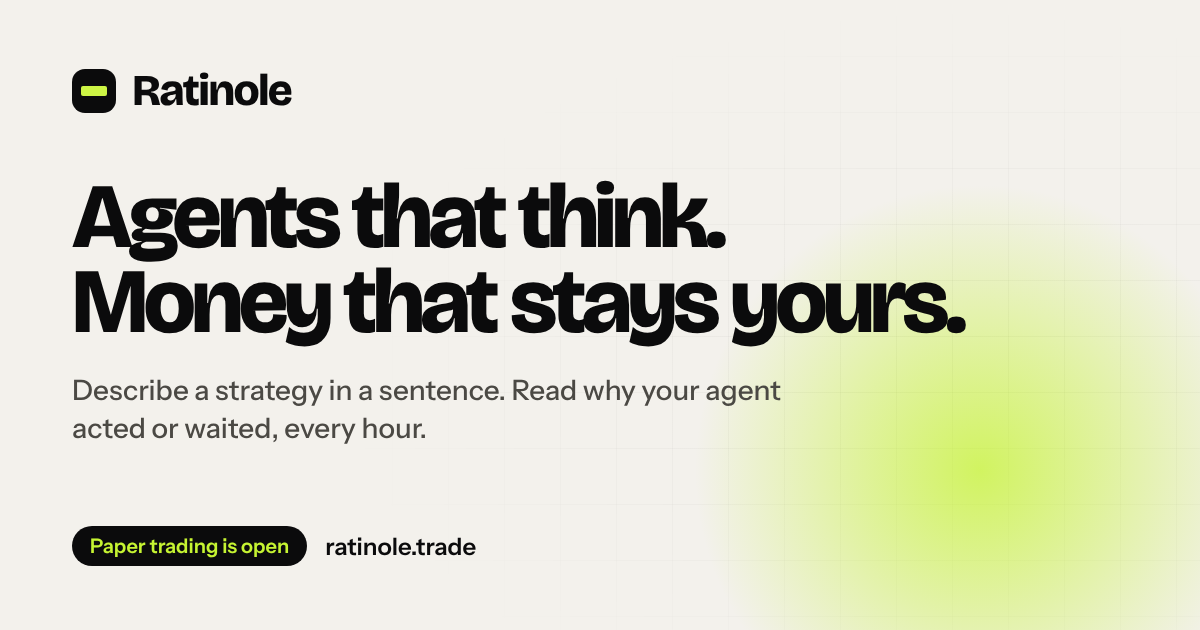 Ratinole
Agents that think.
Money that stays yours.
Describe a strategy in a sentence. Read why your agent
acted or waited, every hour.
Paper trading is open
ratinole.trade